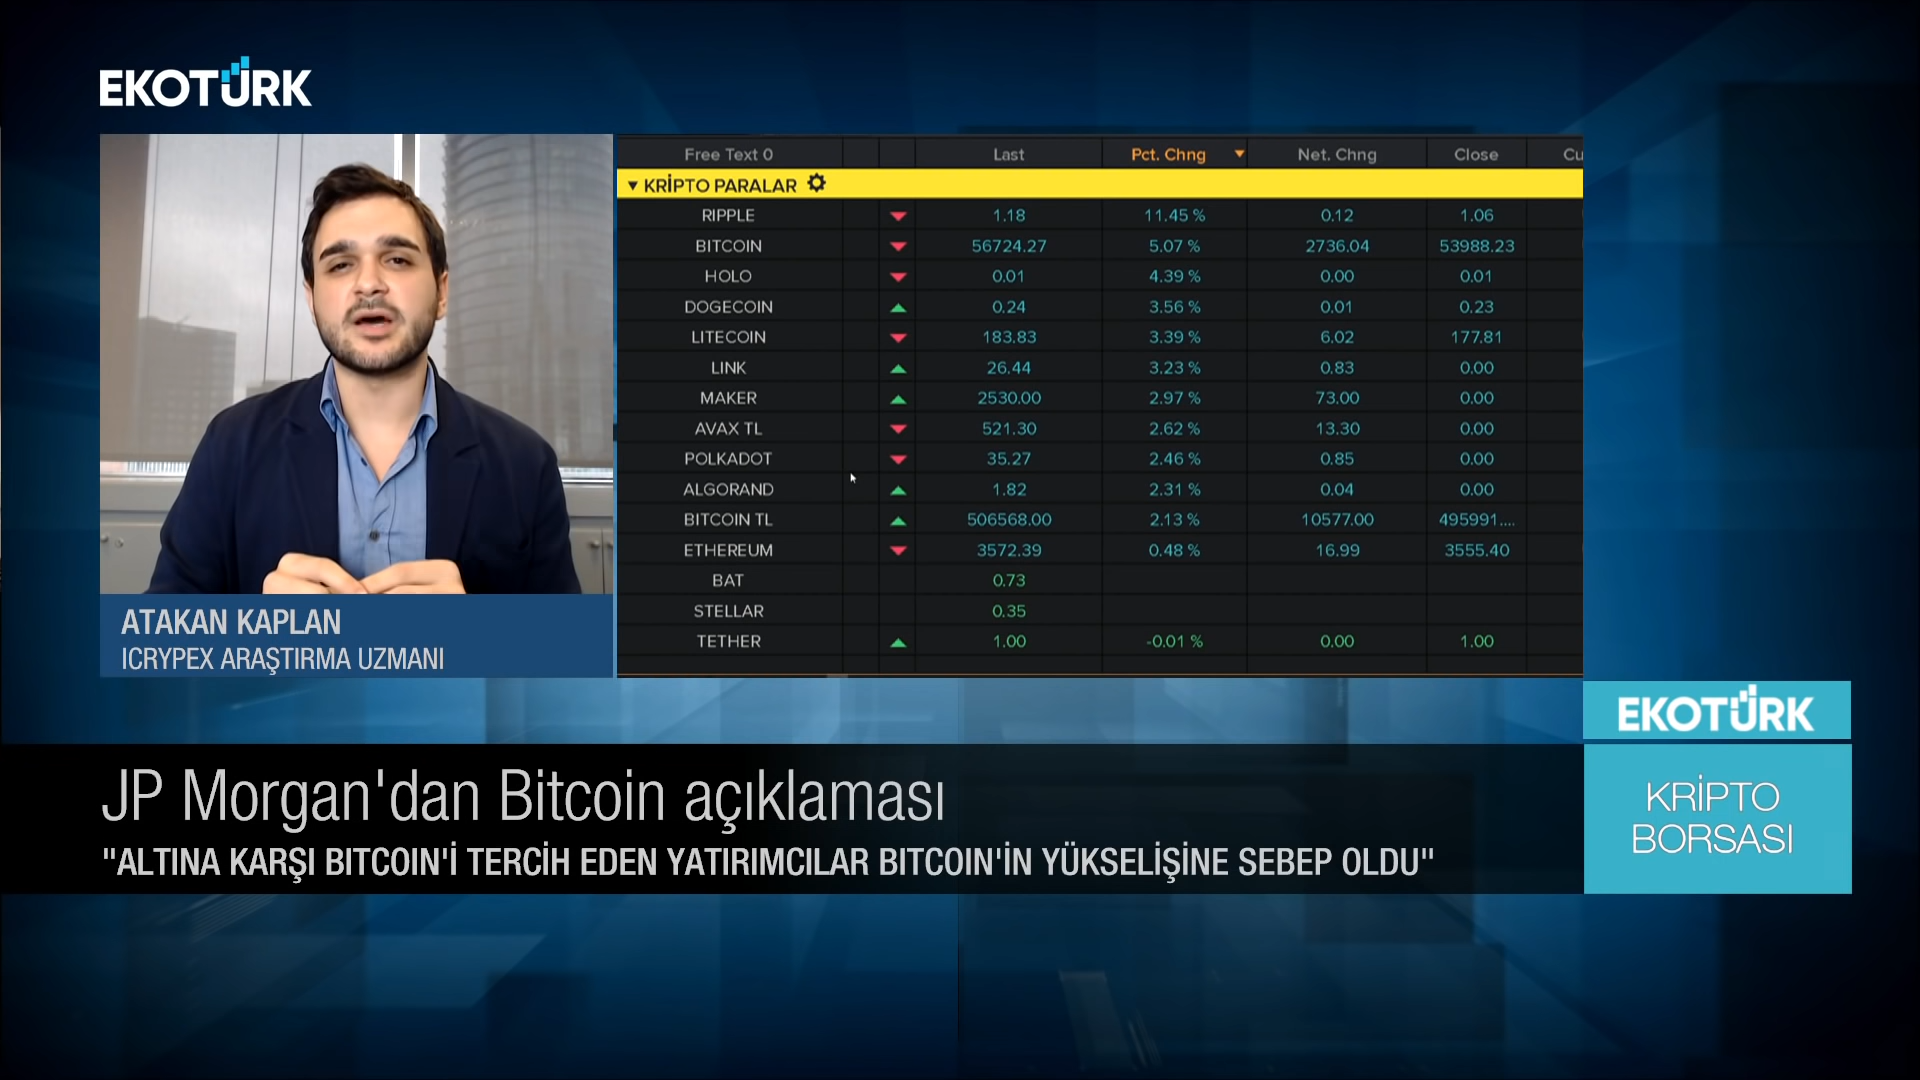 EKOTÜRK
Free Text 0 Last Pct. Chng Net. Chng Close Cu
KRİPTO PARALAR
RIPPLE 1.18 11.45 % 0.12 1.06
BITCOIN 56724.27 5.07 % 2736.04 53988.23
HOLO 0.01 4.39 % 0.00 0.01
DOGECOIN 0.24 3.56 % 0.01 0.23
LITECOIN 183.83 3.39 % 6.02 177.81
LINK 26.44 3.23 % 0.83 0.00
MAKER 2530.00 2.97 % 73.00 0.00
AVAX TL 521.30 2.62 % 13.30 0.00
POLKADOT 35.27 2.46 % 0.85 0.00
ALGORAND 1.82 2.31 % 0.04 0.00
BITCOIN TL 506568.00 2.13 % 10577.00 495991....
ETHEREUM 3572.39 0.48 % 16.99 3555.40
BAT 0.73
STELLAR 0.35
TETHER 1.00 -0.01 % 0.00 1.00
ATAKAN KAPLAN
ICRYPEX ARAŞTIRMA UZMANI
EKOTÜRK
JP Morgan'dan Bitcoin açıklaması
"ALTINA KARŞI BITCOIN'İ TERCİH EDEN YATIRIMCILAR BITCOIN'İN YÜKSELİŞİNE SEBEP OLDU"
KRİPTO
BORSASI